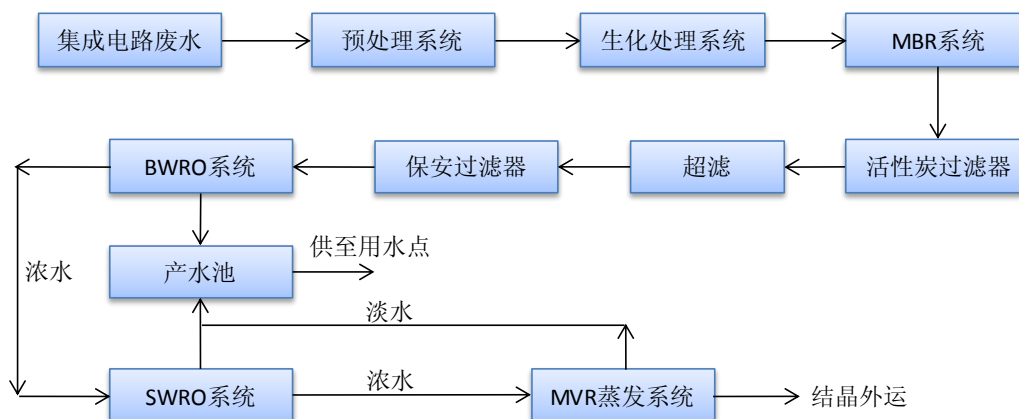 集成电路废水
预处理系统
生化处理系统
MBR系统
BWRO系统
保安过滤器
超滤
活性炭过滤器
浓水
产水池
供至用水点
淡水
SWRO系统
浓水
MVR蒸发系统
结晶外运